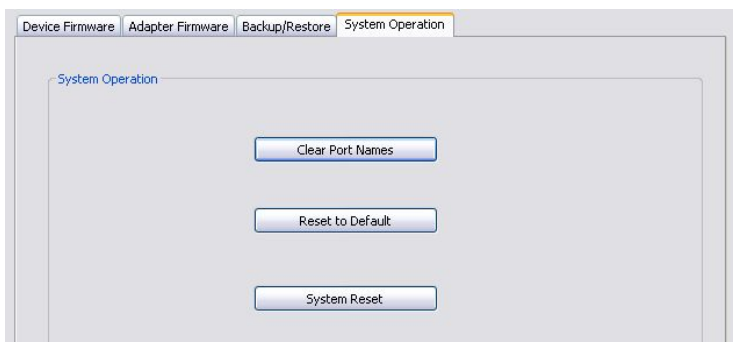 Device Firmware Adapter Firmware Backup/Restore System Operation
System Operation
Clear Port Names
Reset to Default
System Reset